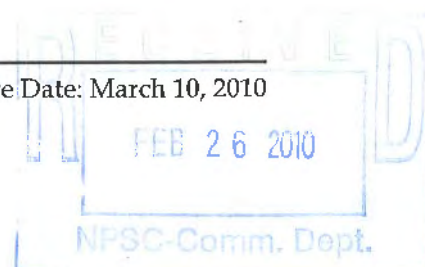 RECEIVED
e Date: March 10, 2010
FEB 26 2010
NPSC-Comm. Dept.